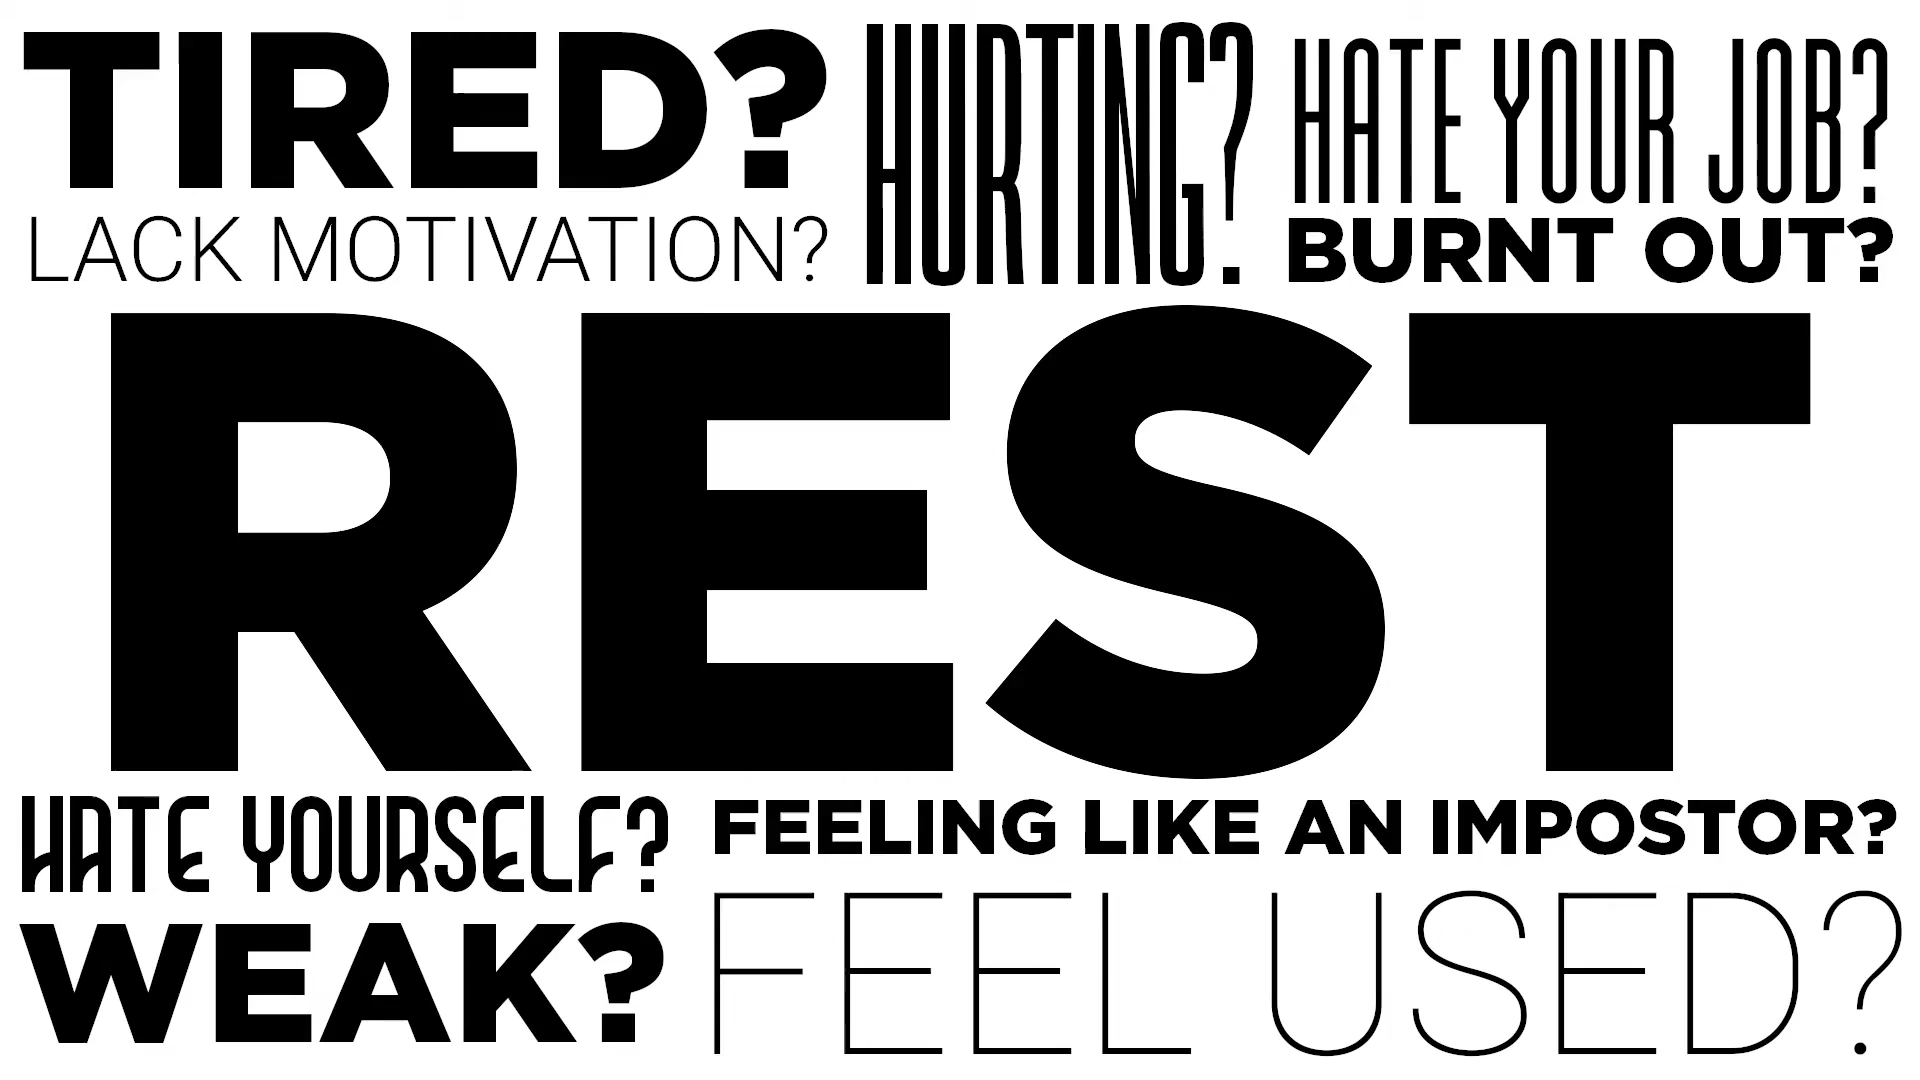 TIRED?
LACK MOTIVATION?
HURTING?
HATE YOUR JOB?
BURNT OUT?
REST
HATE YOURSELF?
WEAK?
FEELING LIKE AN IMPOSTOR?
FEEL USED?